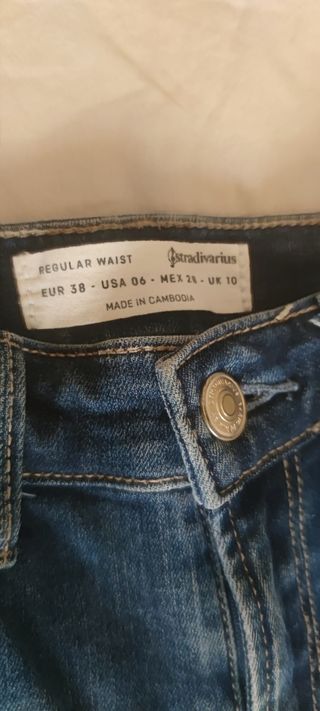 REGULAR WAIST stradivarius
EUR 38 - USA 06 - MEX 28 - UK 10
MADE IN CAMBODIA